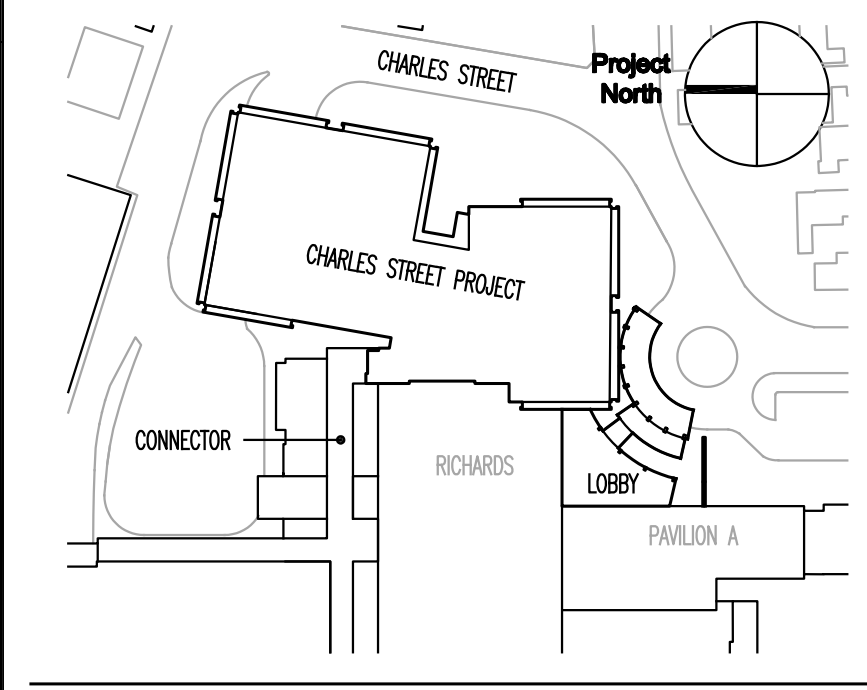 CHARLES STREET
Project
North
CHARLES STREET PROJECT
CONNECTOR
RICHARDS
LOBBY
PAVILION A